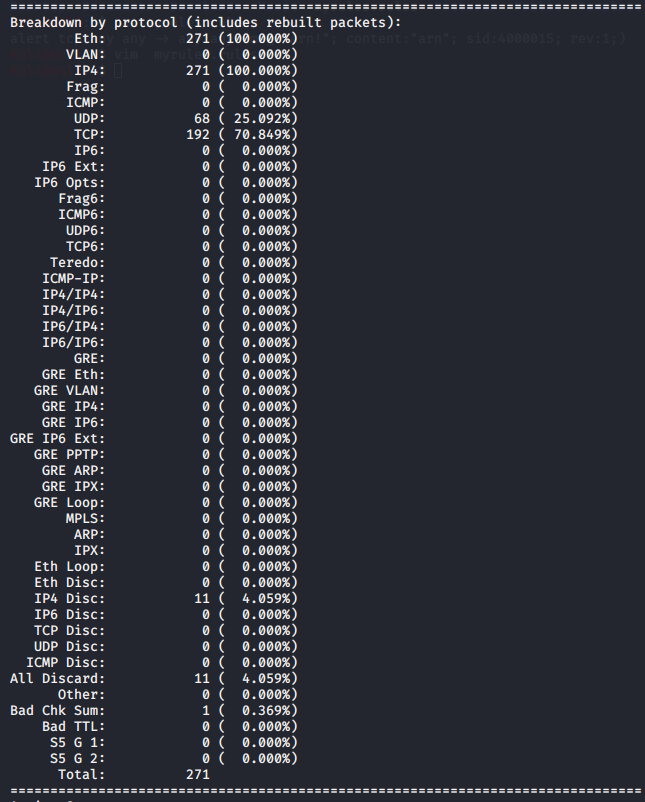 ===============================================================================
Breakdown by protocol (includes rebuilt packets):
        Eth:          271 (100.000%)
       VLAN:            0 (  0.000%)
        IP4:          271 (100.000%)
       Frag:            0 (  0.000%)
       ICMP:            0 (  0.000%)
        UDP:           68 ( 25.092%)
        TCP:          192 ( 70.849%)
        IP6:            0 (  0.000%)
    IP6 Ext:            0 (  0.000%)
   IP6 Opts:            0 (  0.000%)
      Frag6:            0 (  0.000%)
      ICMP6:            0 (  0.000%)
       UDP6:            0 (  0.000%)
       TCP6:            0 (  0.000%)
     Teredo:            0 (  0.000%)
    ICMP-IP:            0 (  0.000%)
    IP4/IP4:            0 (  0.000%)
    IP4/IP6:            0 (  0.000%)
    IP6/IP4:            0 (  0.000%)
    IP6/IP6:            0 (  0.000%)
        GRE:            0 (  0.000%)
    GRE Eth:            0 (  0.000%)
   GRE VLAN:            0 (  0.000%)
    GRE IP4:            0 (  0.000%)
    GRE IP6:            0 (  0.000%)
GRE IP6 Ext:            0 (  0.000%)
   GRE PPTP:            0 (  0.000%)
    GRE ARP:            0 (  0.000%)
    GRE IPX:            0 (  0.000%)
   GRE Loop:            0 (  0.000%)
       MPLS:            0 (  0.000%)
        ARP:            0 (  0.000%)
        IPX:            0 (  0.000%)
   Eth Loop:            0 (  0.000%)
   Eth Disc:            0 (  0.000%)
   IP4 Disc:           11 (  4.059%)
   IP6 Disc:            0 (  0.000%)
   TCP Disc:            0 (  0.000%)
   UDP Disc:            0 (  0.000%)
  ICMP Disc:            0 (  0.000%)
All Discard:           11 (  4.059%)
      Other:            0 (  0.000%)
Bad Chk Sum:            1 (  0.369%)
    Bad TTL:            0 (  0.000%)
     S5 G 1:            0 (  0.000%)
     S5 G 2:            0 (  0.000%)
      Total:          271
===============================================================================